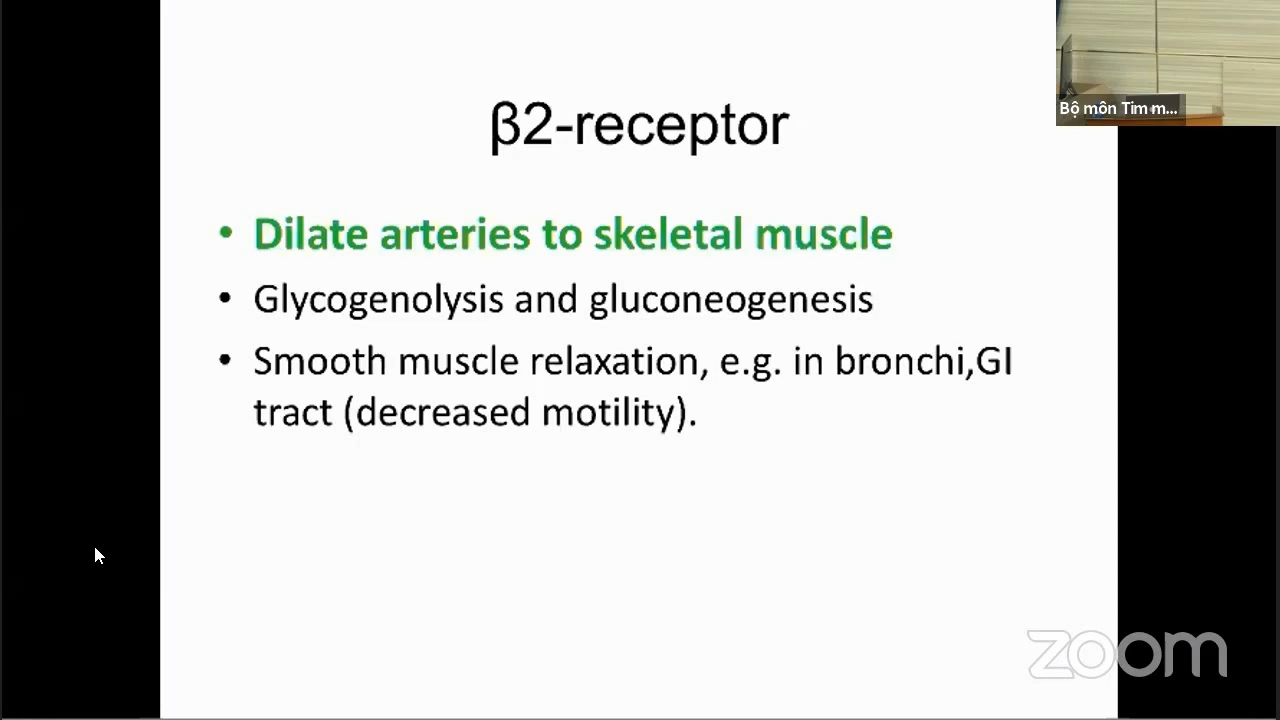 Bộ môn Tim m...
β2-receptor
• Dilate arteries to skeletal muscle
• Glycogenolysis and gluconeogenesis
• Smooth muscle relaxation, e.g. in bronchi,GI
tract (decreased motility).
zoom